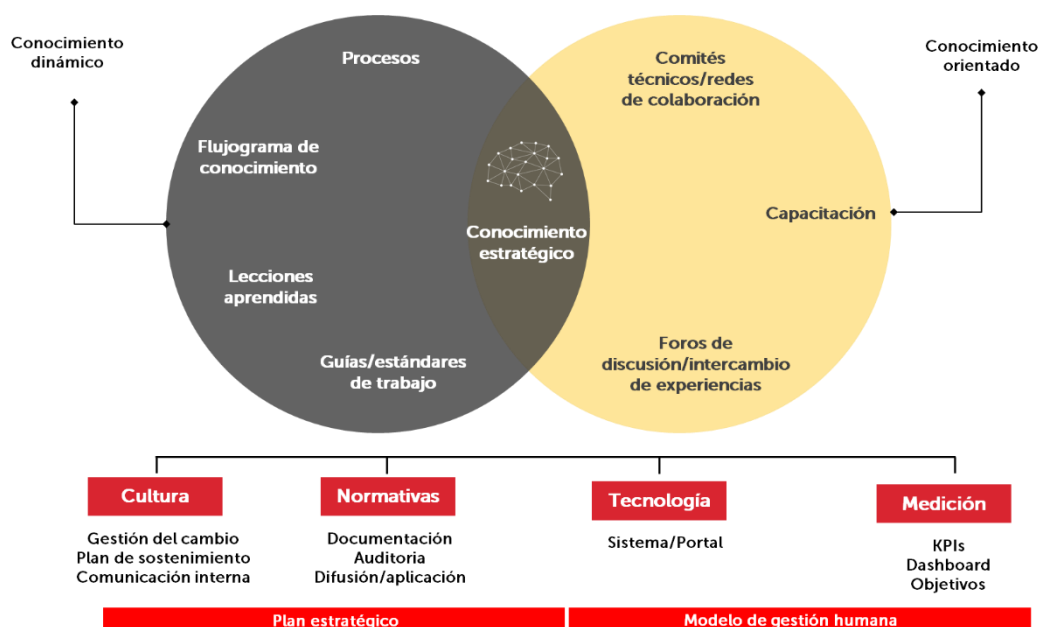 Conocimiento
dinámico
Procesos
Flujograma de
conocimiento
Lecciones
aprendidas
Guías/estándares
de trabajo
Conocimiento
estratégico
Comités
técnicos/redes
de colaboración
Capacitación
Foros de
discusión/intercambio
de experiencias
Conocimiento
orientado
Cultura
Gestión del cambio
Plan de sostenimiento
Comunicación interna
Normativas
Documentación
Auditoria
Difusión/aplicación
Tecnología
Sistema/Portal
Medición
KPIs
Dashboard
Objetivos
Plan estratégico
Modelo de gestión humana